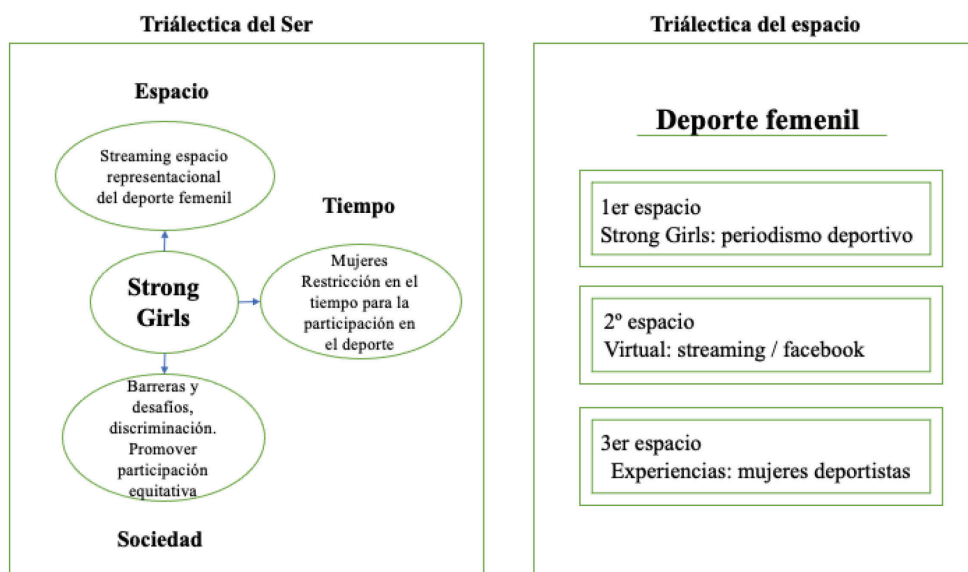 Triálectica del Ser
Espacio
Streaming espacio
representacional
del deporte femenil
Tiempo
Mujeres
Restricción en el
tiempo para la
participación en
el deporte
Strong
Girls
Barreras y
desafíos,
discriminación.
Promover
participación
equitativa
Sociedad
Triálectica del espacio
Deporte femenil
1er espacio
Strong Girls: periodismo deportivo
2º espacio
Virtual: streaming / facebook
3er espacio
Experiencias: mujeres deportistas